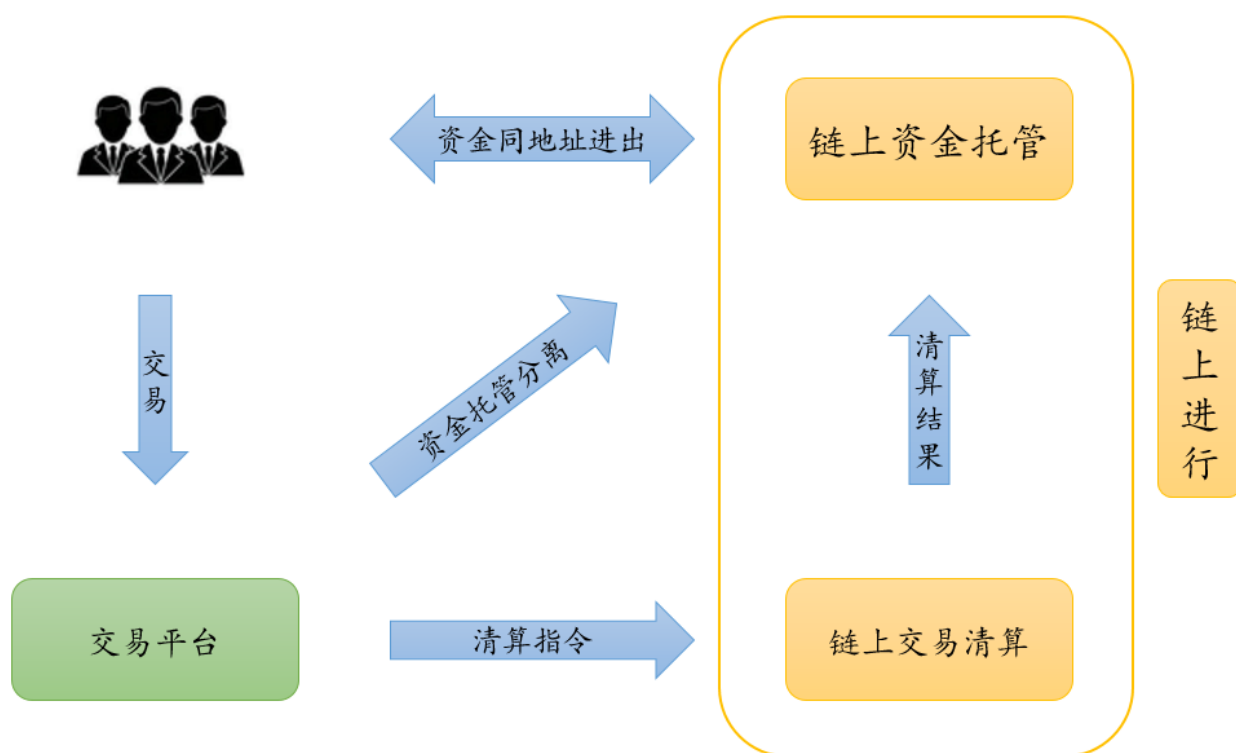 资金同地址进出
链上资金托管
交易
资金托管分离
清算结果
链上进行
交易平台
清算指令
链上交易清算